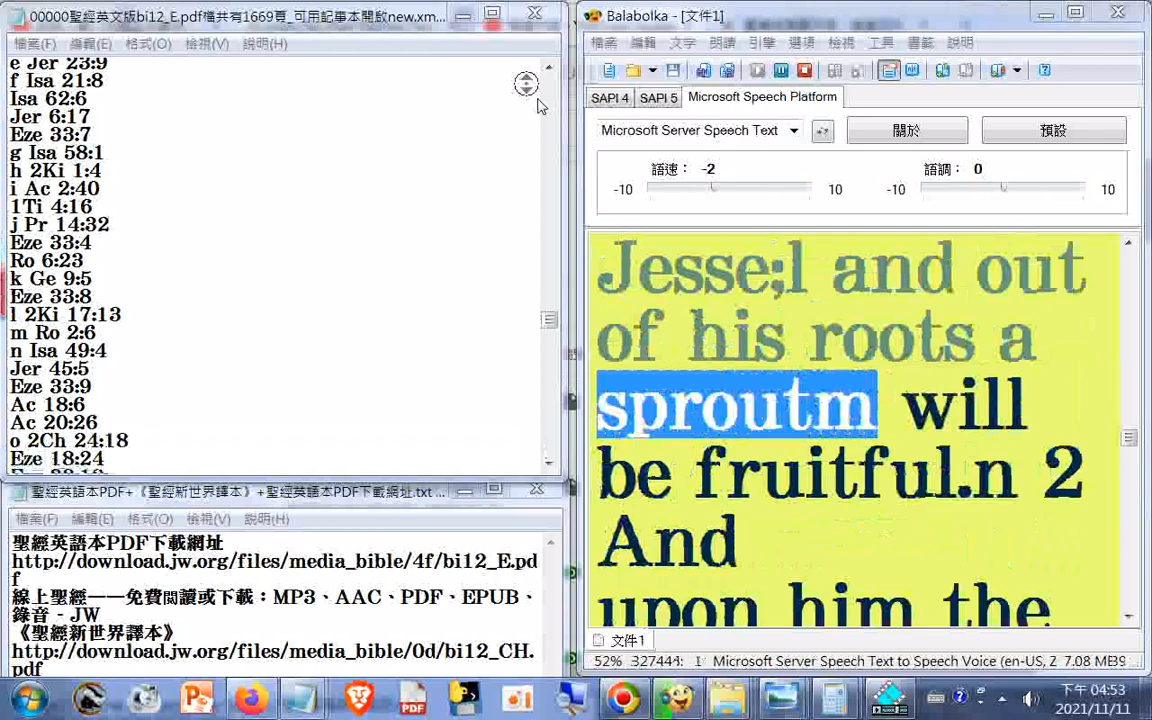 00000聖經英文版bi12_E.pdf檔共有1669頁_可用記事本開啟new.xm...
檔案(F) 編輯(E) 格式(O) 檢視(V) 說明(H)
e Jer 23:9
f Isa 21:8
Isa 62:6
Jer 6:17
Eze 33:7
g Isa 58:1
h 2Ki 1:4
i Ac 2:40
1Ti 4:16
j Pr 14:32
Eze 33:4
Ro 6:23
k Ge 9:5
Eze 33:8
l 2Ki 17:13
m Ro 2:6
n Isa 49:4
Jer 45:5
Eze 33:9
Ac 18:6
Ac 20:26
o 2Ch 24:18
Eze 18:24
聖經英語本PDF+《聖經新世界譯本》+聖經英語本PDF下載網址.txt ...
檔案(F) 編輯(E) 格式(O) 檢視(V) 說明(H)
聖經英語本PDF下載網址
http://download.jw.org/files/media_bible/4f/bi12_E.pd
f
線上聖經——免費閱讀或下載：MP3、AAC、PDF、EPUB、
錄音 - JW
《聖經新世界譯本》
http://download.jw.org/files/media_bible/0d/bi12_CH.
pdf
Balabolka - [文件1]
檔案 編輯 文字 朗讀 引擎 選項 檢視 工具 書籤 說明
SAPI 4 SAPI 5 Microsoft Speech Platform
Microsoft Server Speech Text 關於 預設
語速： -2 語調： 0
-10 10 -10 10
Jesse;l and out
of his roots a
sproutm will
be fruitful.n 2
And
upon him the
文件1
52% Microsoft Server Speech Text to Speech Voice (en-US, Z 7.08 MB
PDF
下午 04:53
2021/11/11